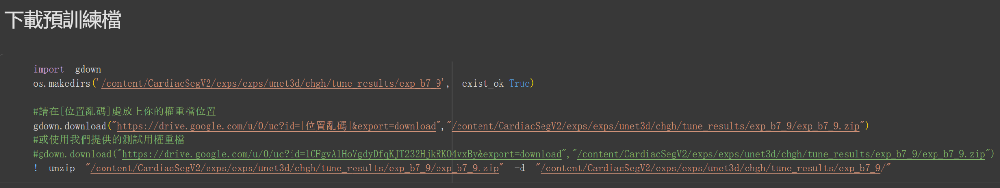 下載預訓練檔
import gdown
os.makedirs('/content/CardiacSegV2/exps/exps/unet3d/chgh/tune_results/exp_b7_9', exist_ok=True)
#請在[位置亂碼]處放上你的權重檔位置
gdown.download("https://drive.google.com/u/0/uc?id=[位置亂碼]&export=download","/content/CardiacSegV2/exps/exps/unet3d/chgh/tune_results/exp_b7_9/exp_b7_9.zip")
#或使用我們提供的測試用權重檔
#gdown.download("https://drive.google.com/u/0/uc?id=1CFgvA1HoVgdyDfqKJT232HjkRKO4vxBy&export=download","/content/CardiacSegV2/exps/exps/unet3d/chgh/tune_results/exp_b7_9/exp_b7_9.zip")
! unzip "/content/CardiacSegV2/exps/exps/unet3d/chgh/tune_results/exp_b7_9/exp_b7_9.zip" -d "/content/CardiacSegV2/exps/exps/unet3d/chgh/tune_results/exp_b7_9/"